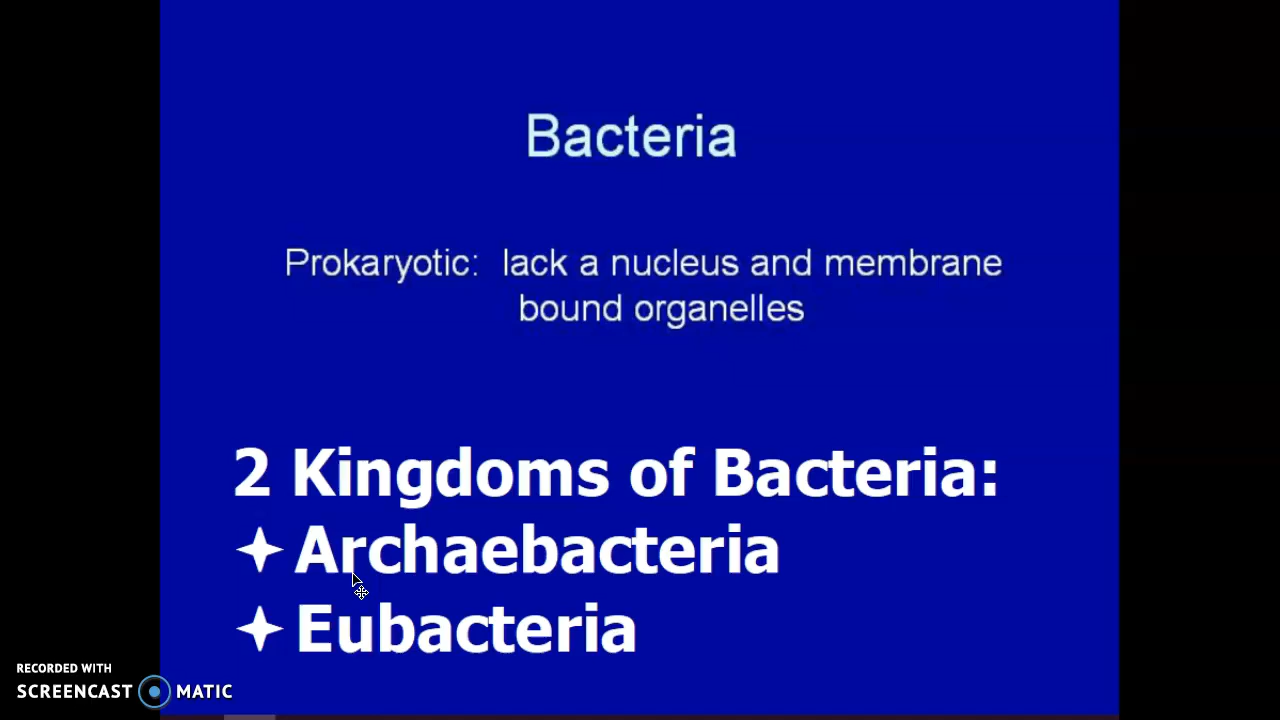 Bacteria
Prokaryotic: lack a nucleus and membrane
bound organelles
2 Kingdoms of Bacteria:
Archaebacteria
Eubacteria
RECORDED WITH
SCREENCAST MATIC